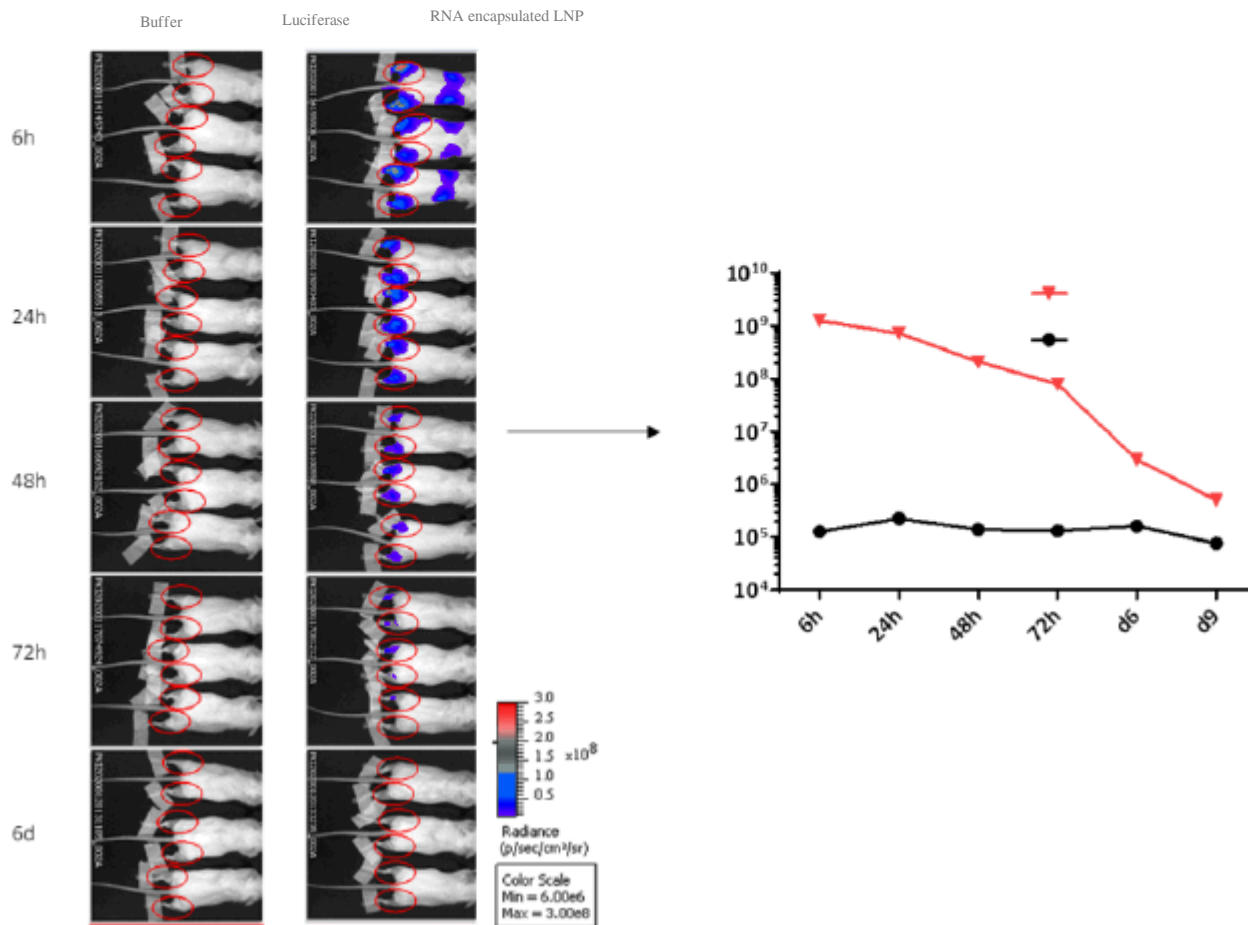 Buffer
Luciferase
RNA encapsulated LNP
6h
24h
48h
72h
6d
3.0
2.5
2.0
1.5
1.0
0.5
x10⁸
Radiance
(p/sec/cm²/sr)
Color Scale
Min = 6.00e6
Max = 3.00e8
10¹⁰
10⁹
10⁸
10⁷
10⁶
10⁵
10⁴
6h
24h
48h
72h
d6
d9